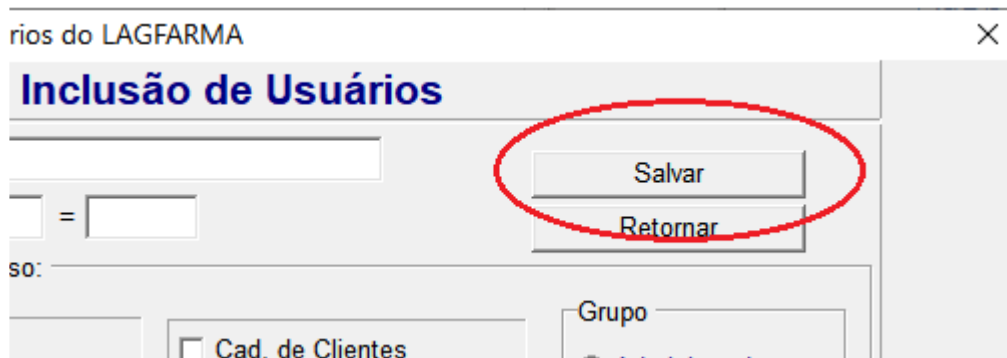 rios do LAGFARMA
Inclusão de Usuários
Salvar
=
Retornar
so:
Grupo
Cad. de Clientes